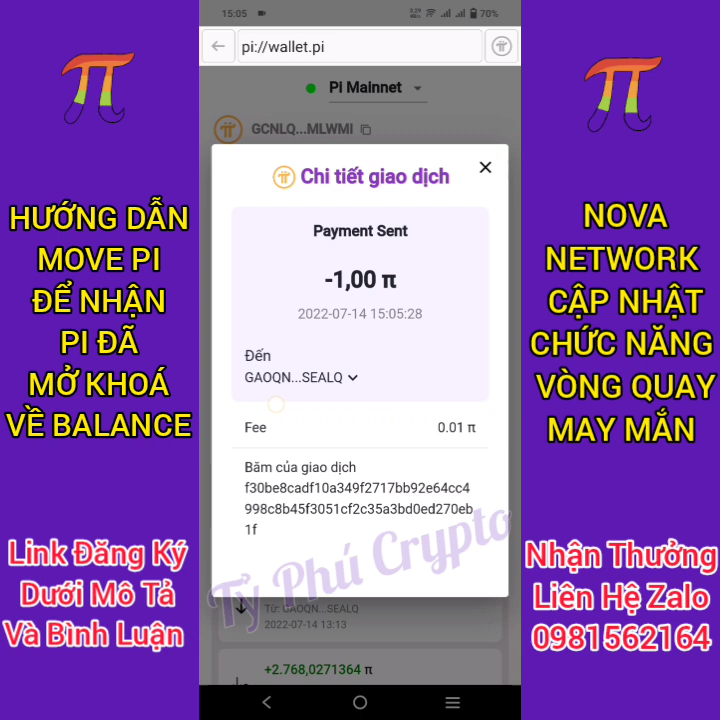 15:05
3.29
70%
pi://wallet.pi
Pi Mainnet
GCNLQ...MLWMI
Chi tiết giao dịch
Payment Sent
-1,00 π
2022-07-14 15:05:28
Đến
GAOQN...SEALQ
Fee
0.01 π
Băm của giao dịch
f30be8cadf10a349f2717bb92e64cc4
998c8b45f3051cf2c35a3bd0ed270eb
1f
Từ: GAOQN...SEALQ
2022-07-14 13:13
+2.768,0271364 π
Tỷ Phú Crypto
HƯỚNG DẪN
MOVE PI
ĐỂ NHẬN
PI ĐÃ
MỞ KHOÁ
VỀ BALANCE
Link Đăng Ký
Dưới Mô Tả
Và Bình Luận
NOVA
NETWORK
CẬP NHẬT
CHỨC NĂNG
VÒNG QUAY
MAY MẮN
Nhận Thưởng
Liên Hệ Zalo
0981562164